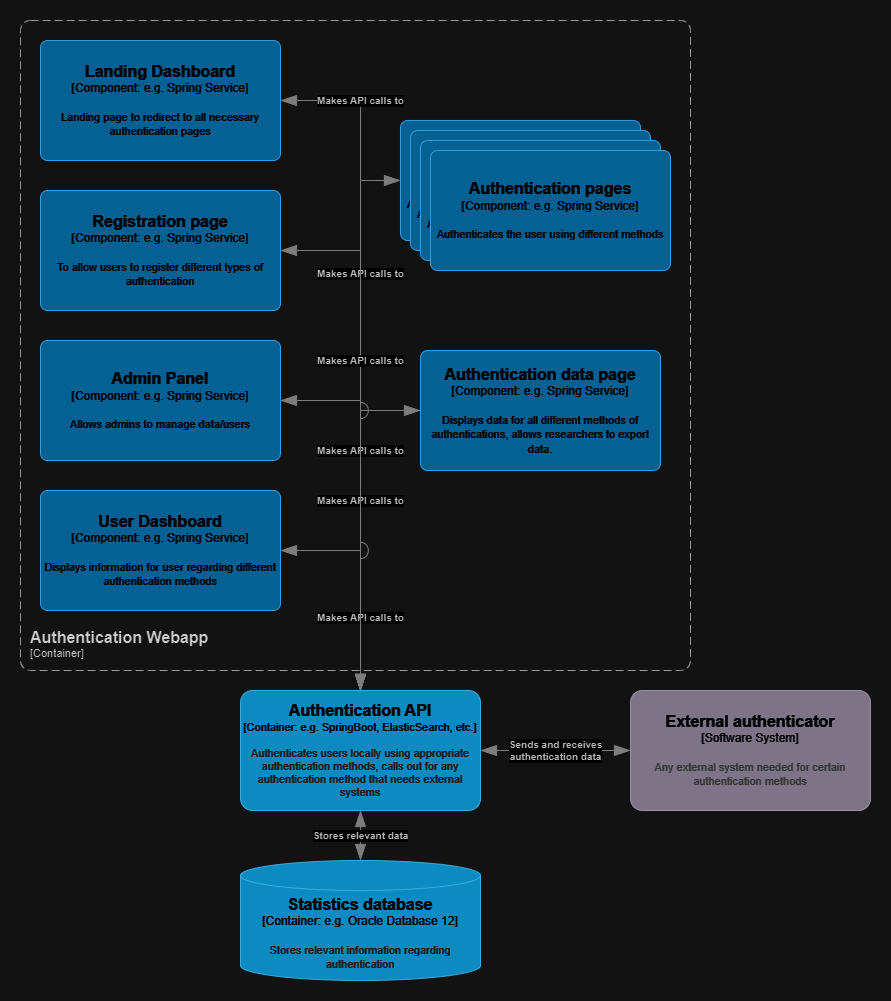 Landing Dashboard
[Component: e.g. Spring Service]
Landing page to redirect to all necessary
authentication pages
Makes API calls to
Authentication pages
[Component: e.g. Spring Service]
Authenticates the user using different methods
Registration page
[Component: e.g. Spring Service]
To allow users to register different types of
authentication
Makes API calls to
Makes API calls to
Admin Panel
[Component: e.g. Spring Service]
Allows admins to manage data/users
Authentication data page
[Component: e.g. Spring Service]
Displays data for all different methods of
authentications, allows researchers to export
data.
Makes API calls to
Makes API calls to
User Dashboard
[Component: e.g. Spring Service]
Displays information for user regarding different
authentication methods
Makes API calls to
Authentication Webapp
[Container]
Authentication API
[Container: e.g. SpringBoot, ElasticSearch, etc.]
Authenticates users locally using appropriate
authentication methods, calls out for any
authentication method that needs external
systems
Sends and receives
authentication data
External authenticator
[Software System]
Any external system needed for certain
authentication methods
Stores relevant data
Statistics database
[Container: e.g. Oracle Database 12]
Stores relevant information regarding
authentication